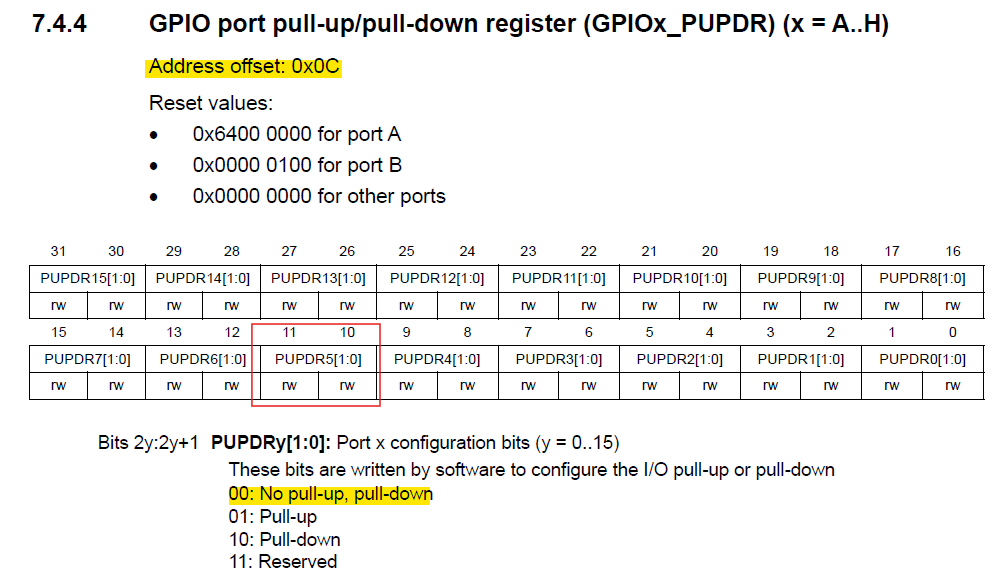 7.4.4 GPIO port pull-up/pull-down register (GPIOx_PUPDR) (x = A..H)
Address offset: 0x0C
Reset values:
• 0x6400 0000 for port A
• 0x0000 0100 for port B
• 0x0000 0000 for other ports
31 30 29 28 27 26 25 24 23 22 21 20 19 18 17 16
PUPDR15[1:0] PUPDR14[1:0] PUPDR13[1:0] PUPDR12[1:0] PUPDR11[1:0] PUPDR10[1:0] PUPDR9[1:0] PUPDR8[1:0]
rw rw rw rw rw rw rw rw rw rw rw rw rw rw rw rw
15 14 13 12 11 10 9 8 7 6 5 4 3 2 1 0
PUPDR7[1:0] PUPDR6[1:0] PUPDR5[1:0] PUPDR4[1:0] PUPDR3[1:0] PUPDR2[1:0] PUPDR1[1:0] PUPDR0[1:0]
rw rw rw rw rw rw rw rw rw rw rw rw rw rw rw rw
Bits 2y:2y+1 PUPDRy[1:0]: Port x configuration bits (y = 0..15)
These bits are written by software to configure the I/O pull-up or pull-down
00: No pull-up, pull-down
01: Pull-up
10: Pull-down
11: Reserved